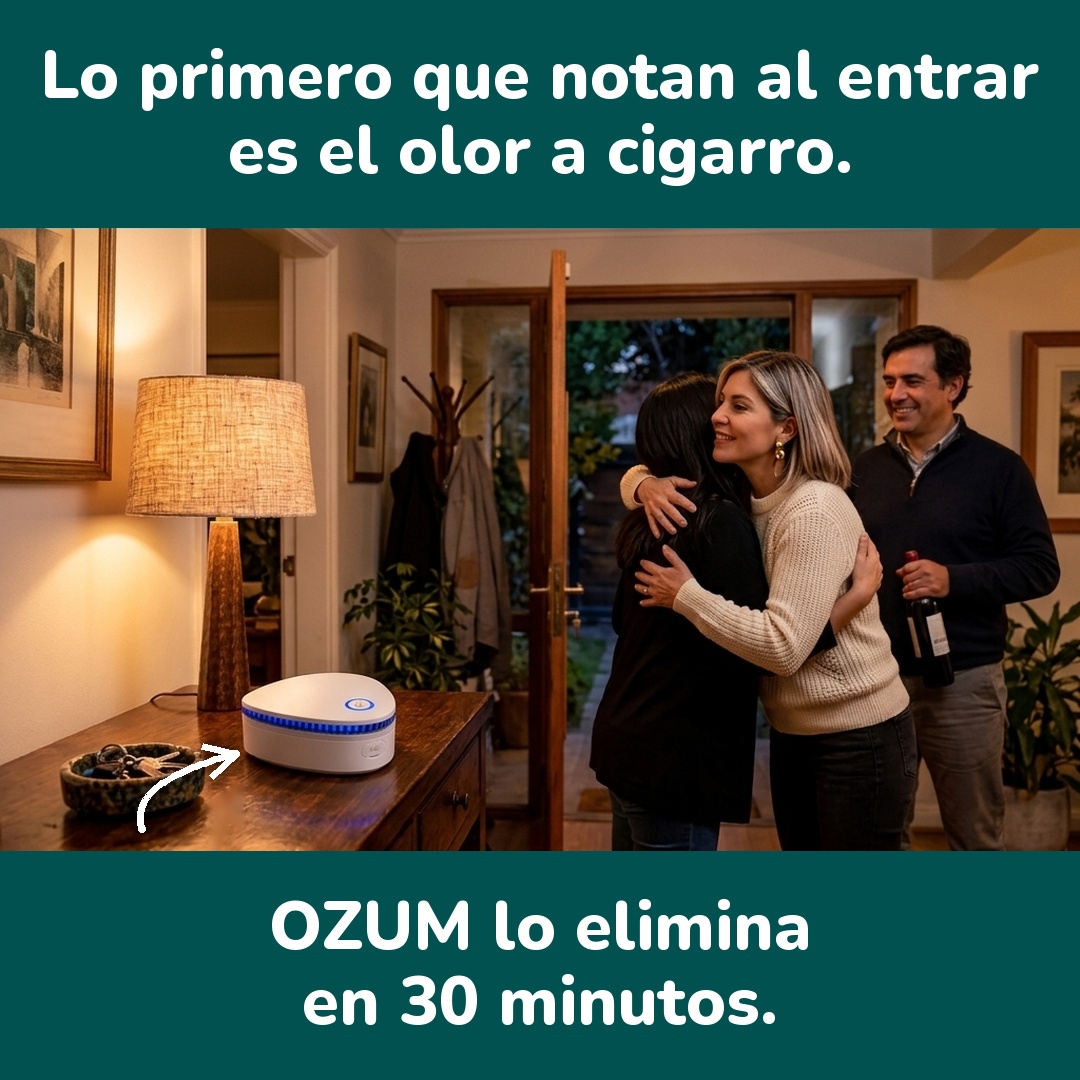 Lo primero que notan al entrar
es el olor a cigarro.
OZUM lo elimina
en 30 minutos.